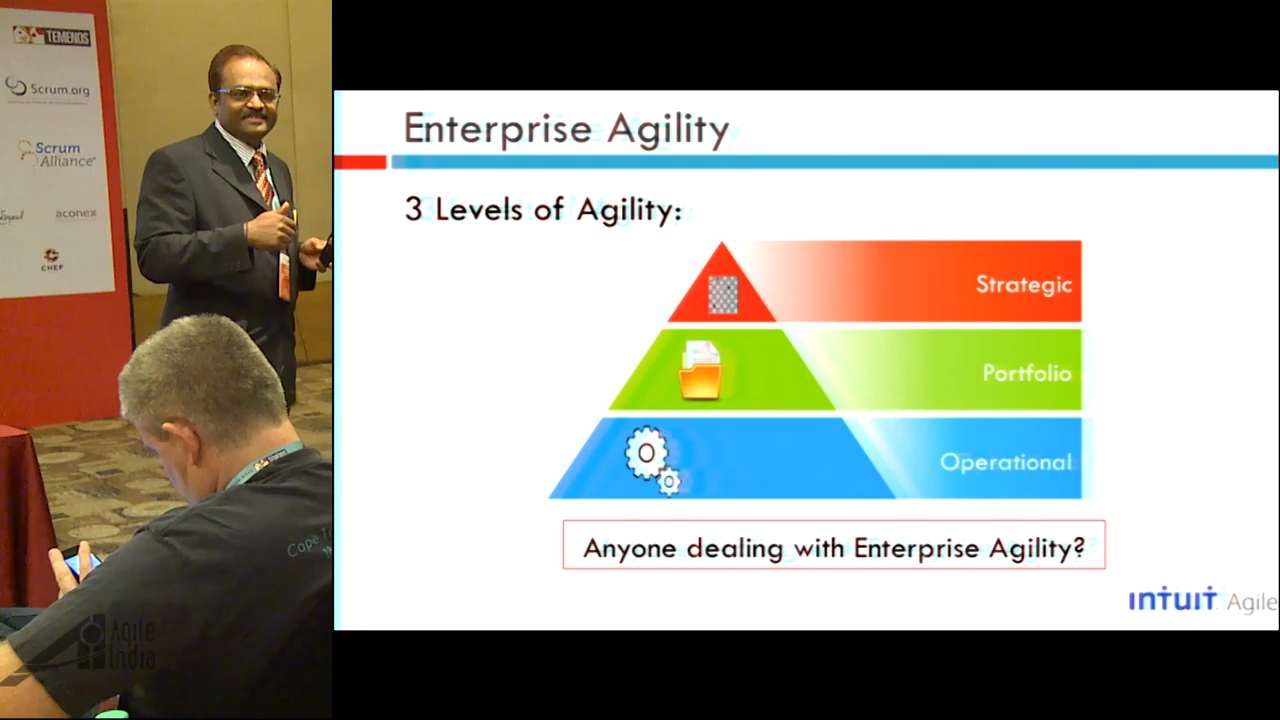 TEMENOS
Scrum.org
Scrum
Alliance
aconex
CHEF
Cape T
Agile
India
Enterprise Agility
3 Levels of Agility:
Strategic
Portfolio
Operational
Anyone dealing with Enterprise Agility?
INTUIT Agile